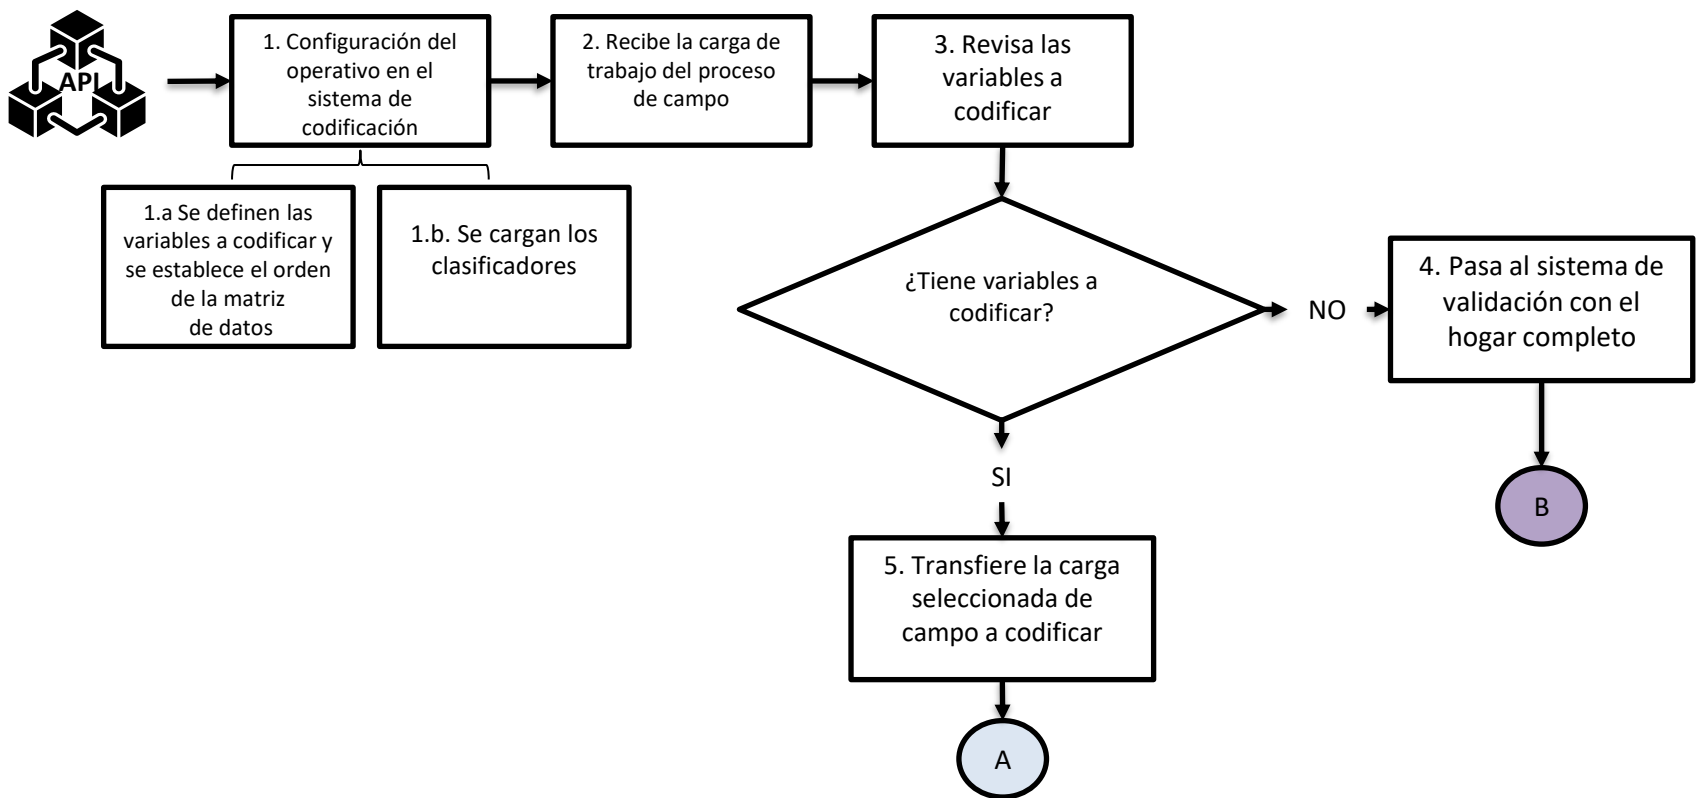 API
1. Configuración del
operativo en el
sistema de
codificación
2. Recibe la carga de
trabajo del proceso
de campo
3. Revisa las
variables a
codificar
1.a Se definen las
variables a codificar y
se establece el orden
de la matriz
de datos
1.b. Se cargan los
clasificadores
¿Tiene variables a
codificar?
NO
4. Pasa al sistema de
validación con el
hogar completo
SI
B
5. Transfiere la carga
seleccionada de
campo a codificar
A